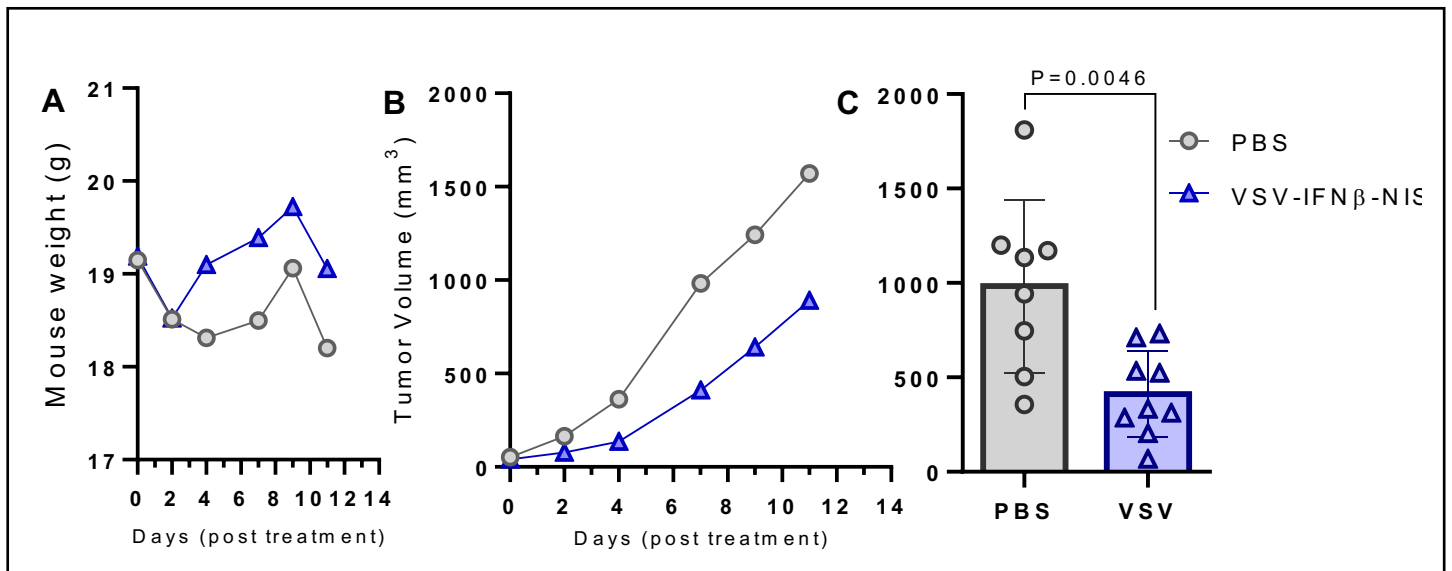 A
Mouse weight (g)
21
20
19
18
17
0 2 4 6 8 10 12 14
Days (post treatment)
B
Tumor Volume (mm³)
2000
1500
1000
500
0
0 2 4 6 8 10 12 14
Days (post treatment)
C
2000
1500
1000
500
0
P=0.0046
PBS VSV
PBS
VSV-IFNβ-NIS